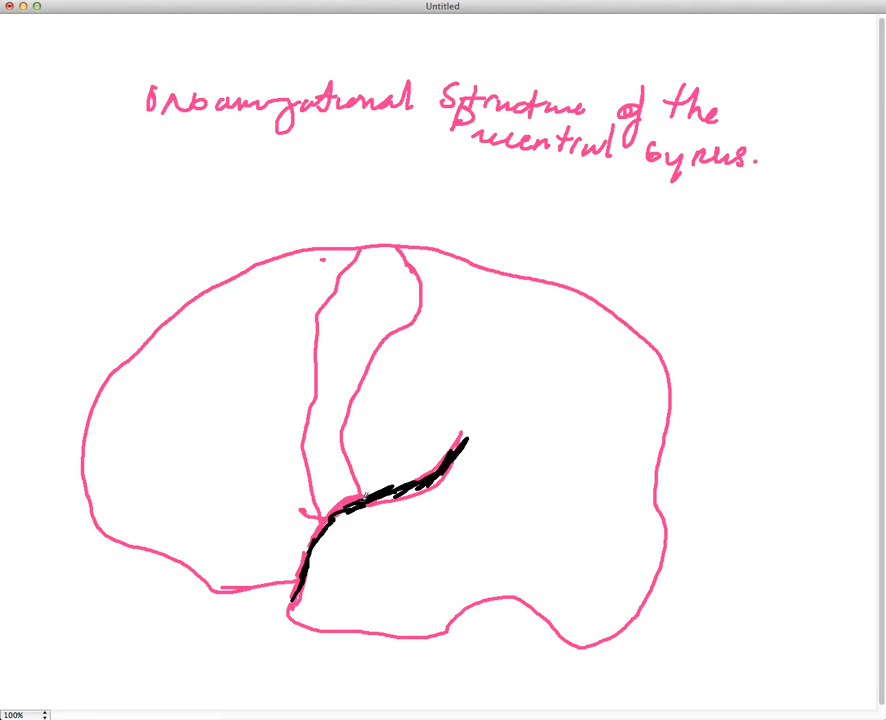 Untitled
Organizational Structure of the
precentral Gyrus.
100%